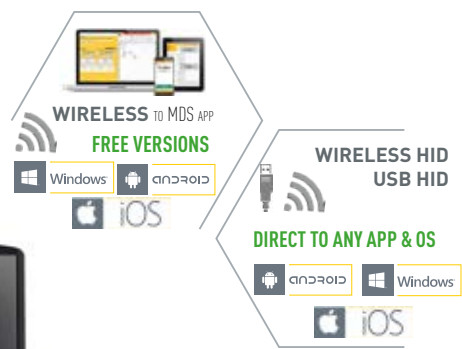 WIRELESS TO MDS APP
FREE VERSIONS
Windows android
iOS
WIRELESS HID
USB HID
DIRECT TO ANY APP & OS
android Windows
iOS